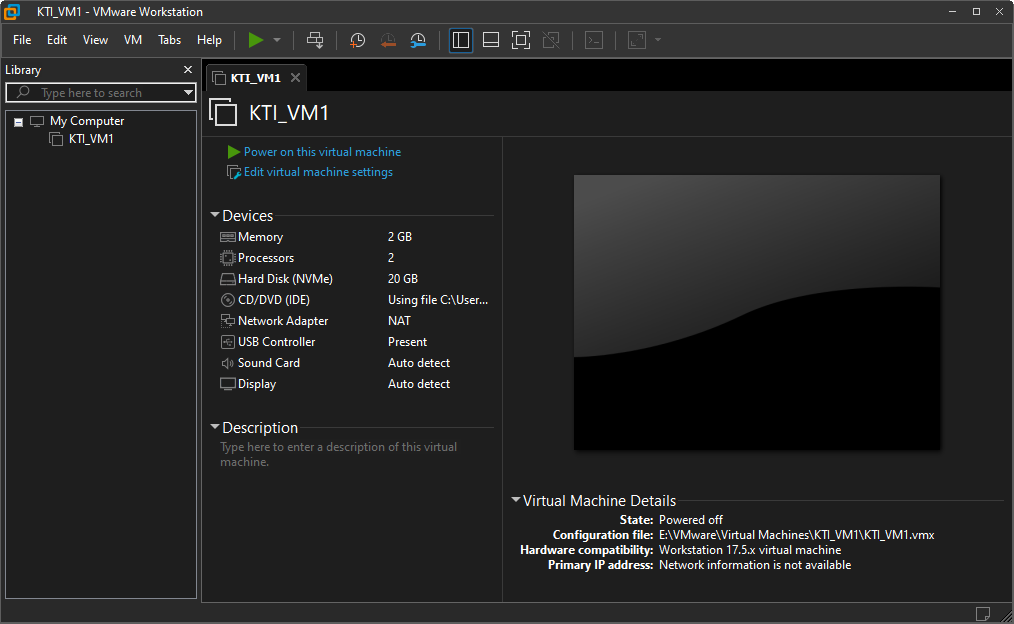 KTI_VM1 - VMware Workstation
File Edit View VM Tabs Help
Library
Type here to search
My Computer
KTI_VM1
KTI_VM1
KTI_VM1
Power on this virtual machine
Edit virtual machine settings
Devices
Memory 2 GB
Processors 2
Hard Disk (NVMe) 20 GB
CD/DVD (IDE) Using file C:\User...
Network Adapter NAT
USB Controller Present
Sound Card Auto detect
Display Auto detect
Description
Type here to enter a description of this virtual
machine.
Virtual Machine Details
State: Powered off
Configuration file: E:\VMware\Virtual Machines\KTI_VM1\KTI_VM1.vmx
Hardware compatibility: Workstation 17.5.x virtual machine
Primary IP address: Network information is not available